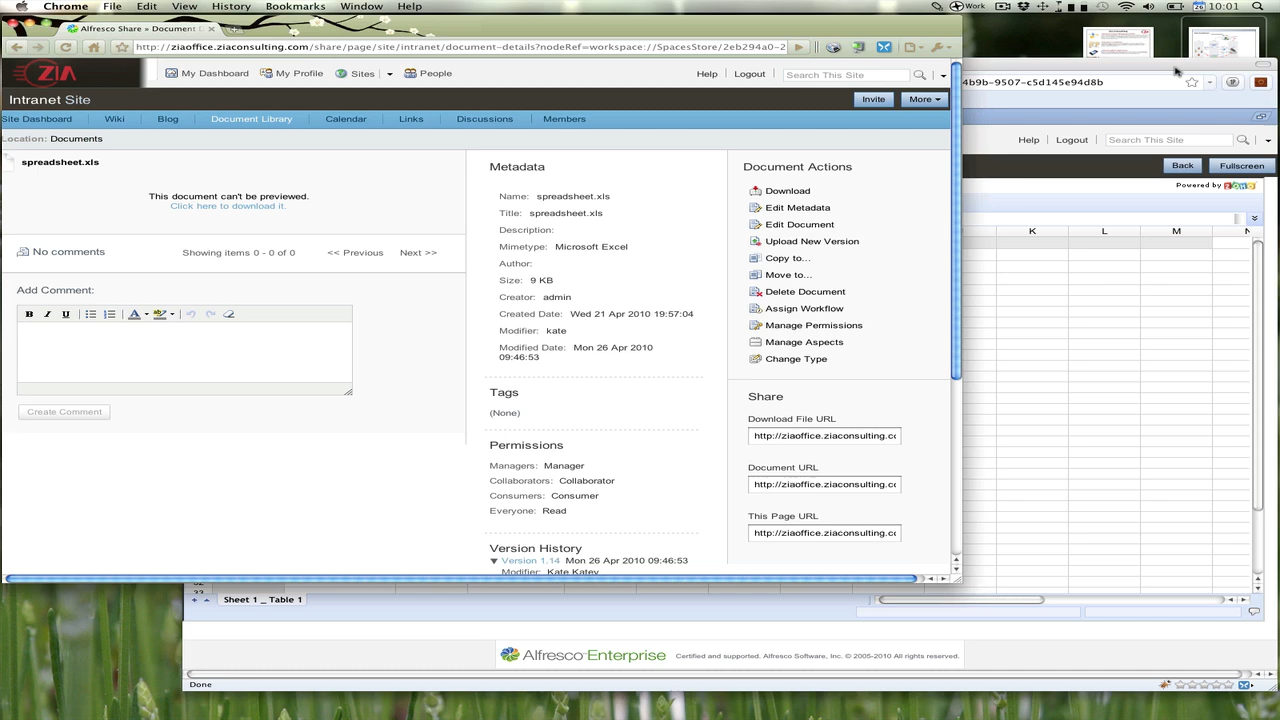 Chrome File Edit View History Bookmarks Window Help
Work
10:01
Alfresco Share » Document
http://ziaoffice.ziaconsulting.com/share/page/site/intranet/document-details?nodeRef=workspace://SpacesStore/2eb294a0-2
4b9b-9507-c5d145e94d8b
ZIA
My Dashboard My Profile Sites People
Help Logout Search This Site
Help Logout Search This Site
Intranet Site
Invite More
Back Fullscreen
Site Dashboard Wiki Blog Document Library Calendar Links Discussions Members
Powered by ZOHO
Location: Documents
K L M N
spreadsheet.xls
This document can't be previewed.
Click here to download it.
No comments Showing items 0 - 0 of 0 << Previous Next >>
Add Comment:
B I U A
Create Comment
Metadata
Name: spreadsheet.xls
Title: spreadsheet.xls
Description:
Mimetype: Microsoft Excel
Author:
Size: 9 KB
Creator: admin
Created Date: Wed 21 Apr 2010 19:57:04
Modifier: kate
Modified Date: Mon 26 Apr 2010
09:46:53
Tags
(None)
Permissions
Managers: Manager
Collaborators: Collaborator
Consumers: Consumer
Everyone: Read
Version History
Version 1.14 Mon 26 Apr 2010 09:46:53
Modifier: Kate Katey
Document Actions
Download
Edit Metadata
Edit Document
Upload New Version
Copy to...
Move to...
Delete Document
Assign Workflow
Manage Permissions
Manage Aspects
Change Type
Share
Download File URL
http://ziaoffice.ziaconsulting.co
Document URL
http://ziaoffice.ziaconsulting.co
This Page URL
http://ziaoffice.ziaconsulting.co
33
Sheet 1 _ Table 1
Alfresco Enterprise
Certified and supported. Alfresco Software, Inc. © 2005-2010 All rights reserved.
Done